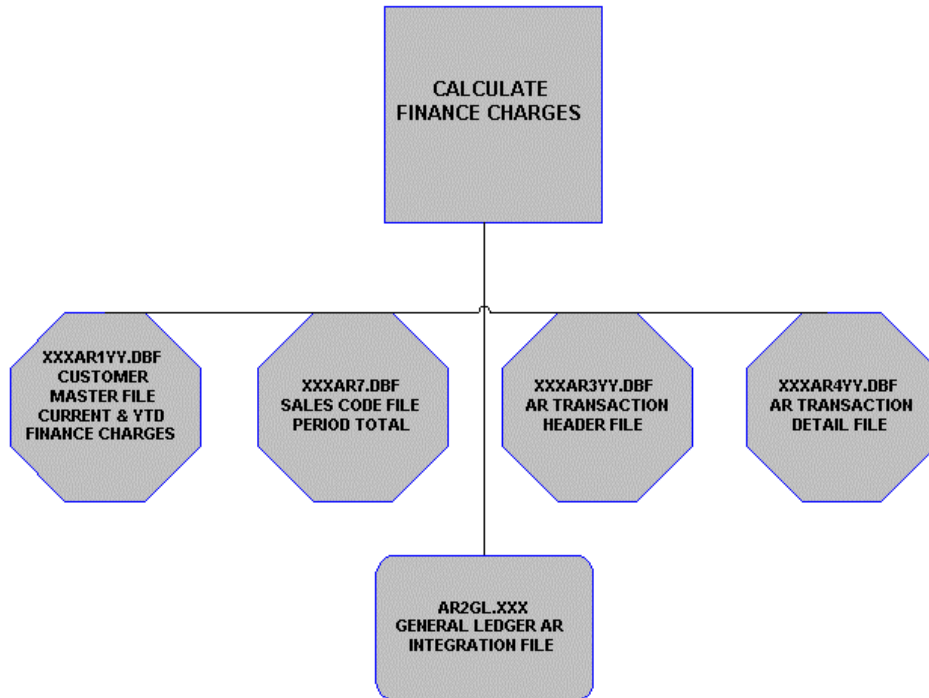 CALCULATE
FINANCE CHARGES
XXXAR1YY.DBF
CUSTOMER
MASTER FILE
CURRENT & YTD
FINANCE CHARGES
XXXAR7.DBF
SALES CODE FILE
PERIOD TOTAL
XXXAR3YY.DBF
AR TRANSACTION
HEADER FILE
XXXAR4YY.DBF
AR TRANSACTION
DETAIL FILE
AR2GL.XXX
GENERAL LEDGER AR
INTEGRATION FILE